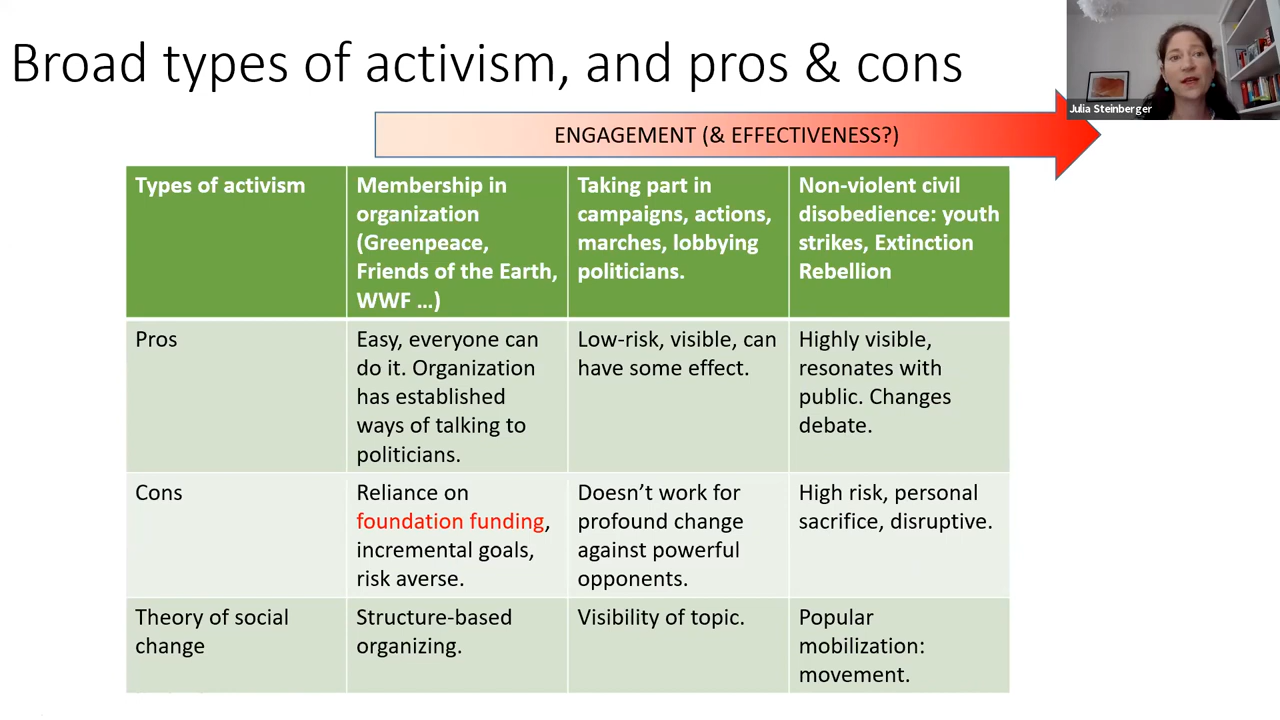 Broad types of activism, and pros & cons
Julia Steinberger
ENGAGEMENT (& EFFECTIVENESS?)
Types of activism
Membership in
organization
(Greenpeace,
Friends of the Earth,
WWF …)
Taking part in
campaigns, actions,
marches, lobbying
politicians.
Non-violent civil
disobedience: youth
strikes, Extinction
Rebellion
Pros
Easy, everyone can
do it. Organization
has established
ways of talking to
politicians.
Low-risk, visible, can
have some effect.
Highly visible,
resonates with
public. Changes
debate.
Cons
Reliance on
foundation funding,
incremental goals,
risk averse.
Doesn’t work for
profound change
against powerful
opponents.
High risk, personal
sacrifice, disruptive.
Theory of social
change
Structure-based
organizing.
Visibility of topic.
Popular
mobilization:
movement.